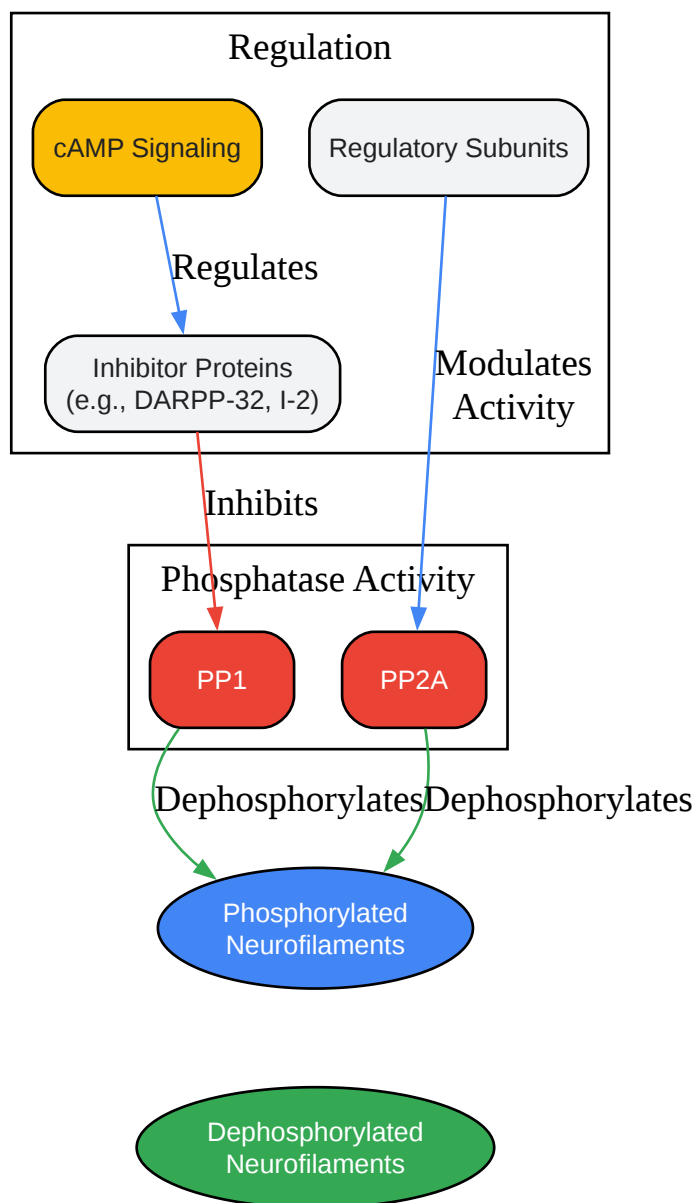 Regulation
cAMP Signaling
Regulatory Subunits
Regulates
Inhibitor Proteins
(e.g., DARPP-32, I-2)
Modulates
Activity
Inhibits
Phosphatase Activity
PP1
PP2A
Dephosphorylates
Dephosphorylates
Phosphorylated
Neurofilaments
Dephosphorylated
Neurofilaments